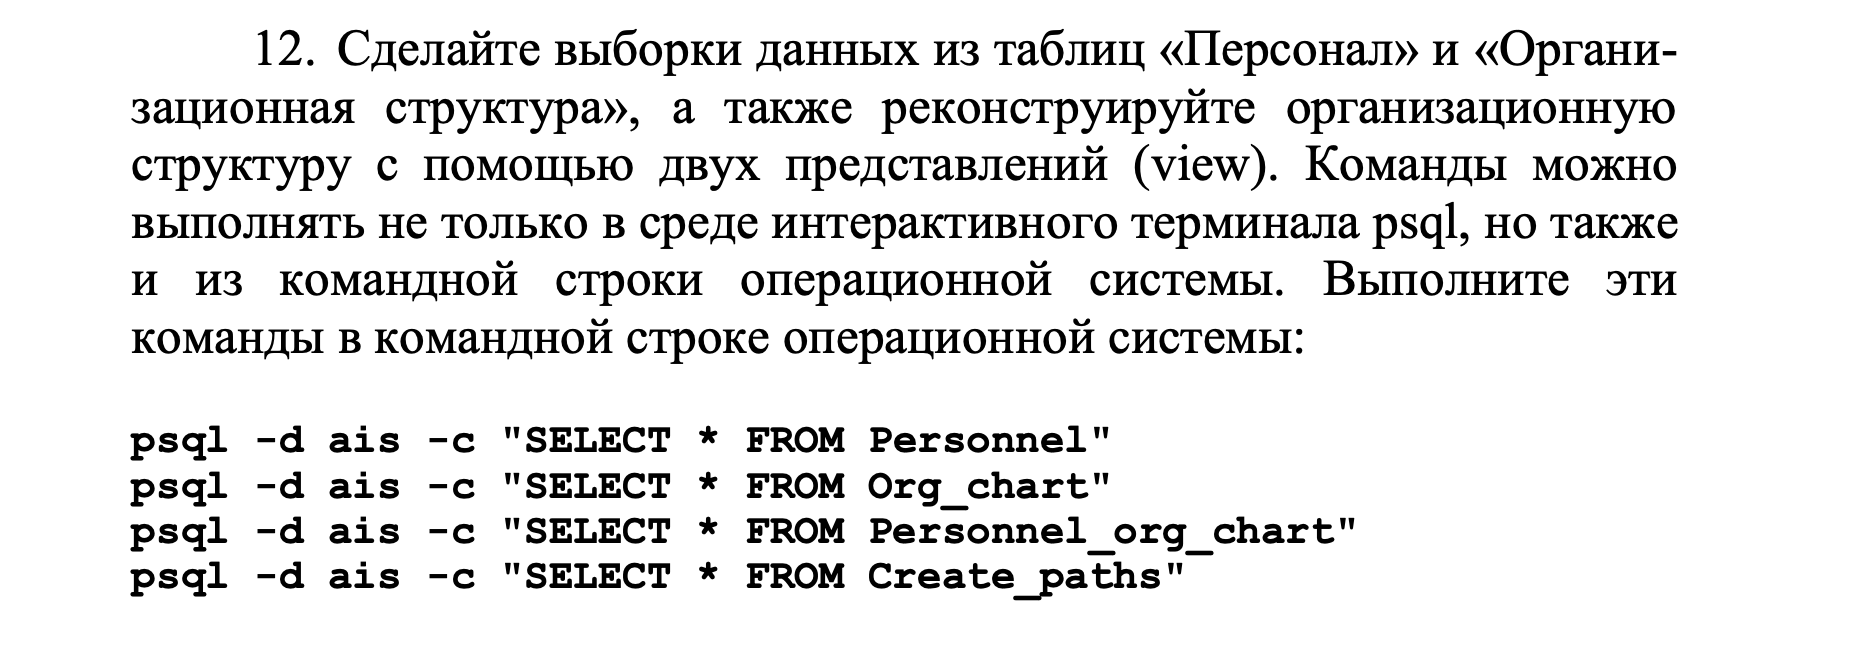 12. Сделайте выборки данных из таблиц «Персонал» и «Органи-
зационная структура», а также реконструируйте организационную
структуру с помощью двух представлений (view). Команды можно
выполнять не только в среде интерактивного терминала psql, но также
и из командной строки операционной системы. Выполните эти
команды в командной строке операционной системы:
psql -d ais -c "SELECT * FROM Personnel"
psql -d ais -c "SELECT * FROM Org_chart"
psql -d ais -c "SELECT * FROM Personnel_org_chart"
psql -d ais -c "SELECT * FROM Create_paths"